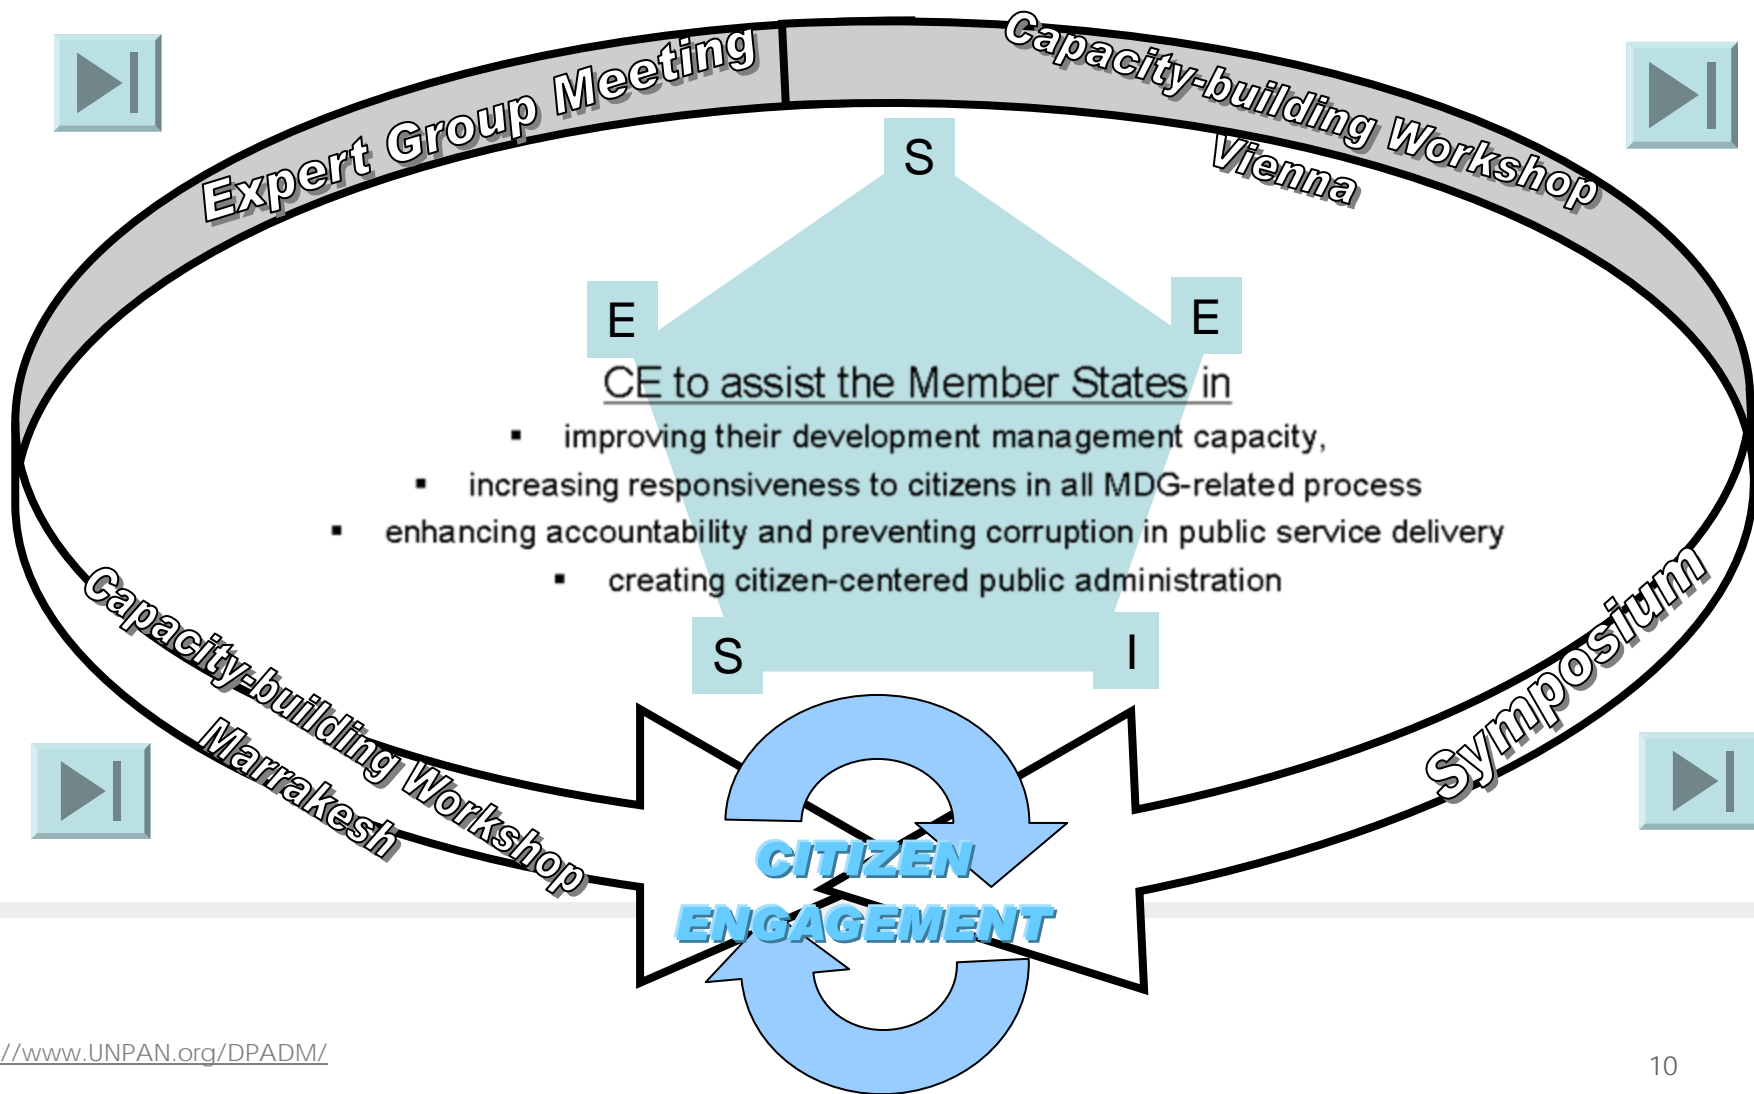 Expert Group Meeting
Capacity-building Workshop
Vienna
S
E
E
CE to assist the Member States in
▪ improving their development management capacity,
▪ increasing responsiveness to citizens in all MDG-related process
▪ enhancing accountability and preventing corruption in public service delivery
▪ creating citizen-centered public administration
S
I
Capacity-building Workshop
Marrakesh
Symposium
CITIZEN
ENGAGEMENT
//www.UNPAN.org/DPADM/
10